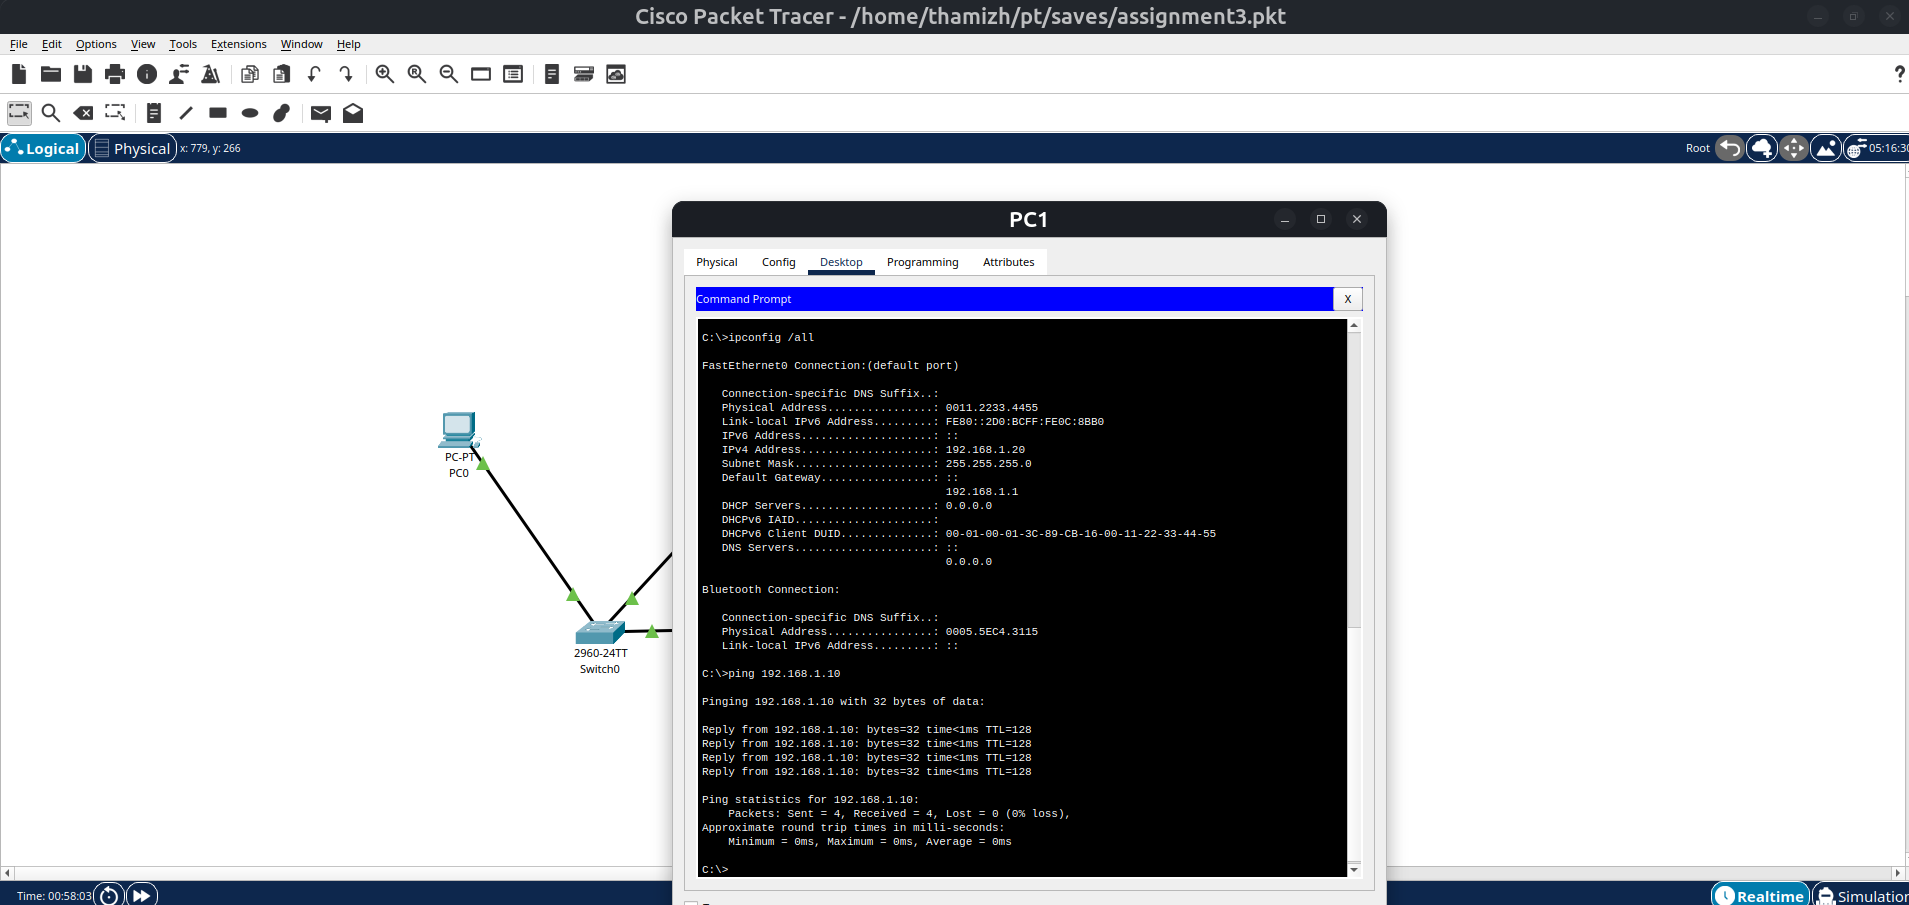 Cisco Packet Tracer - /home/thamizh/pt/saves/assignment3.pkt
File Edit Options View Tools Extensions Window Help
?
Logical Physical x: 779, y: 266 Root 05:16:30
PC1
Physical Config Desktop Programming Attributes
Command Prompt X
C:\>ipconfig /all
FastEthernet0 Connection:(default port)
Connection-specific DNS Suffix..:
Physical Address................: 0011.2233.4455
Link-local IPv6 Address.........: FE80::2D0:BCFF:FE0C:8BB0
IPv6 Address....................: ::
IPv4 Address....................: 192.168.1.20
Subnet Mask.....................: 255.255.255.0
Default Gateway.................: ::
192.168.1.1
DHCP Servers....................: 0.0.0.0
DHCPv6 IAID.....................:
DHCPv6 Client DUID..............: 00-01-00-01-3C-89-CB-16-00-11-22-33-44-55
DNS Servers.....................: ::
0.0.0.0
Bluetooth Connection:
Connection-specific DNS Suffix..:
Physical Address................: 0005.5EC4.3115
Link-local IPv6 Address.........: ::
C:\>ping 192.168.1.10
Pinging 192.168.1.10 with 32 bytes of data:
Reply from 192.168.1.10: bytes=32 time<1ms TTL=128
Reply from 192.168.1.10: bytes=32 time<1ms TTL=128
Reply from 192.168.1.10: bytes=32 time<1ms TTL=128
Reply from 192.168.1.10: bytes=32 time<1ms TTL=128
Ping statistics for 192.168.1.10:
Packets: Sent = 4, Received = 4, Lost = 0 (0% loss),
Approximate round trip times in milli-seconds:
Minimum = 0ms, Maximum = 0ms, Average = 0ms
C:\>
PC-PT
PC0
2960-24TT
Switch0
Time: 00:58:03 Realtime Simulation